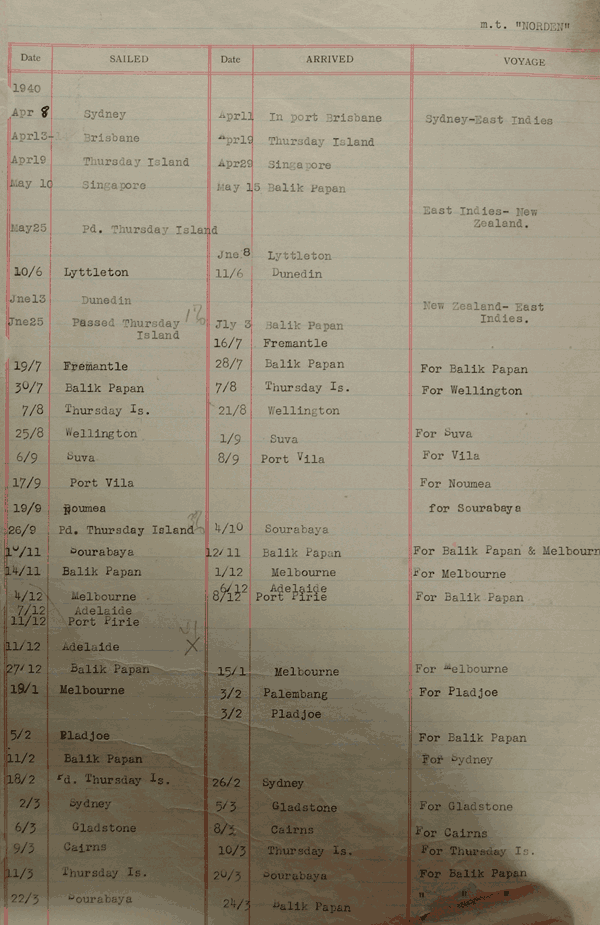 m.t. "NORDEN"
Date SAILED Date ARRIVED VOYAGE
1940
Apr 8 Sydney April1 In port Brisbane Sydney-East Indies
Apr13- Brisbane Apr19 Thursday Island
Apr19 Thursday Island Apr29 Singapore
May 10 Singapore May 15 Balik Papan
East Indies- New
Zealand.
May25 Pd. Thursday Island
Jne 8 Lyttleton
10/6 Lyttleton 11/6 Dunedin
Jne13 Dunedin New Zealand- East
Indies.
Jne25 Passed Thursday Jly 3 Balik Papan
Island
16/7 Fremantle
19/7 Fremantle 28/7 Balik Papan For Balik Papan
30/7 Balik Papan 7/8 Thursday Is. For Wellington
7/8 Thursday Is. 21/8 Wellington
25/8 Wellington 1/9 Suva For Suva
6/9 Suva 8/9 Port Vila For Vila
17/9 Port Vila For Noumea
19/9 Noumea for Sourabaya
26/9 Pd. Thursday Island 4/10 Sourabaya
10/11 Sourabaya 12/11 Balik Papan For Balik Papan & Melbourn
14/11 Balik Papan 1/12 Melbourne For Melbourne
6/12 Adelaide
4/12 Melbourne 8/12 Port Pirie For Balik Papan
7/12 Adelaide
11/12 Port Pirie
11/12 Adelaide X
27/12 Balik Papan 15/1 Melbourne For Melbourne
19/1 Melbourne 3/2 Palembang For Pladjoe
3/2 Pladjoe
5/2 Pladjoe For Balik Papan
11/2 Balik Papan For Sydney
18/2 Pd. Thursday Is. 26/2 Sydney
2/3 Sydney 5/3 Gladstone For Gladstone
6/3 Gladstone 8/3 Cairns For Cairns
9/3 Cairns 10/3 Thursday Is. For Thursday Is.
11/3 Thursday Is. 20/3 Sourabaya For Balik Papan
22/3 Sourabaya 24/3 Balik Papan " " "
"